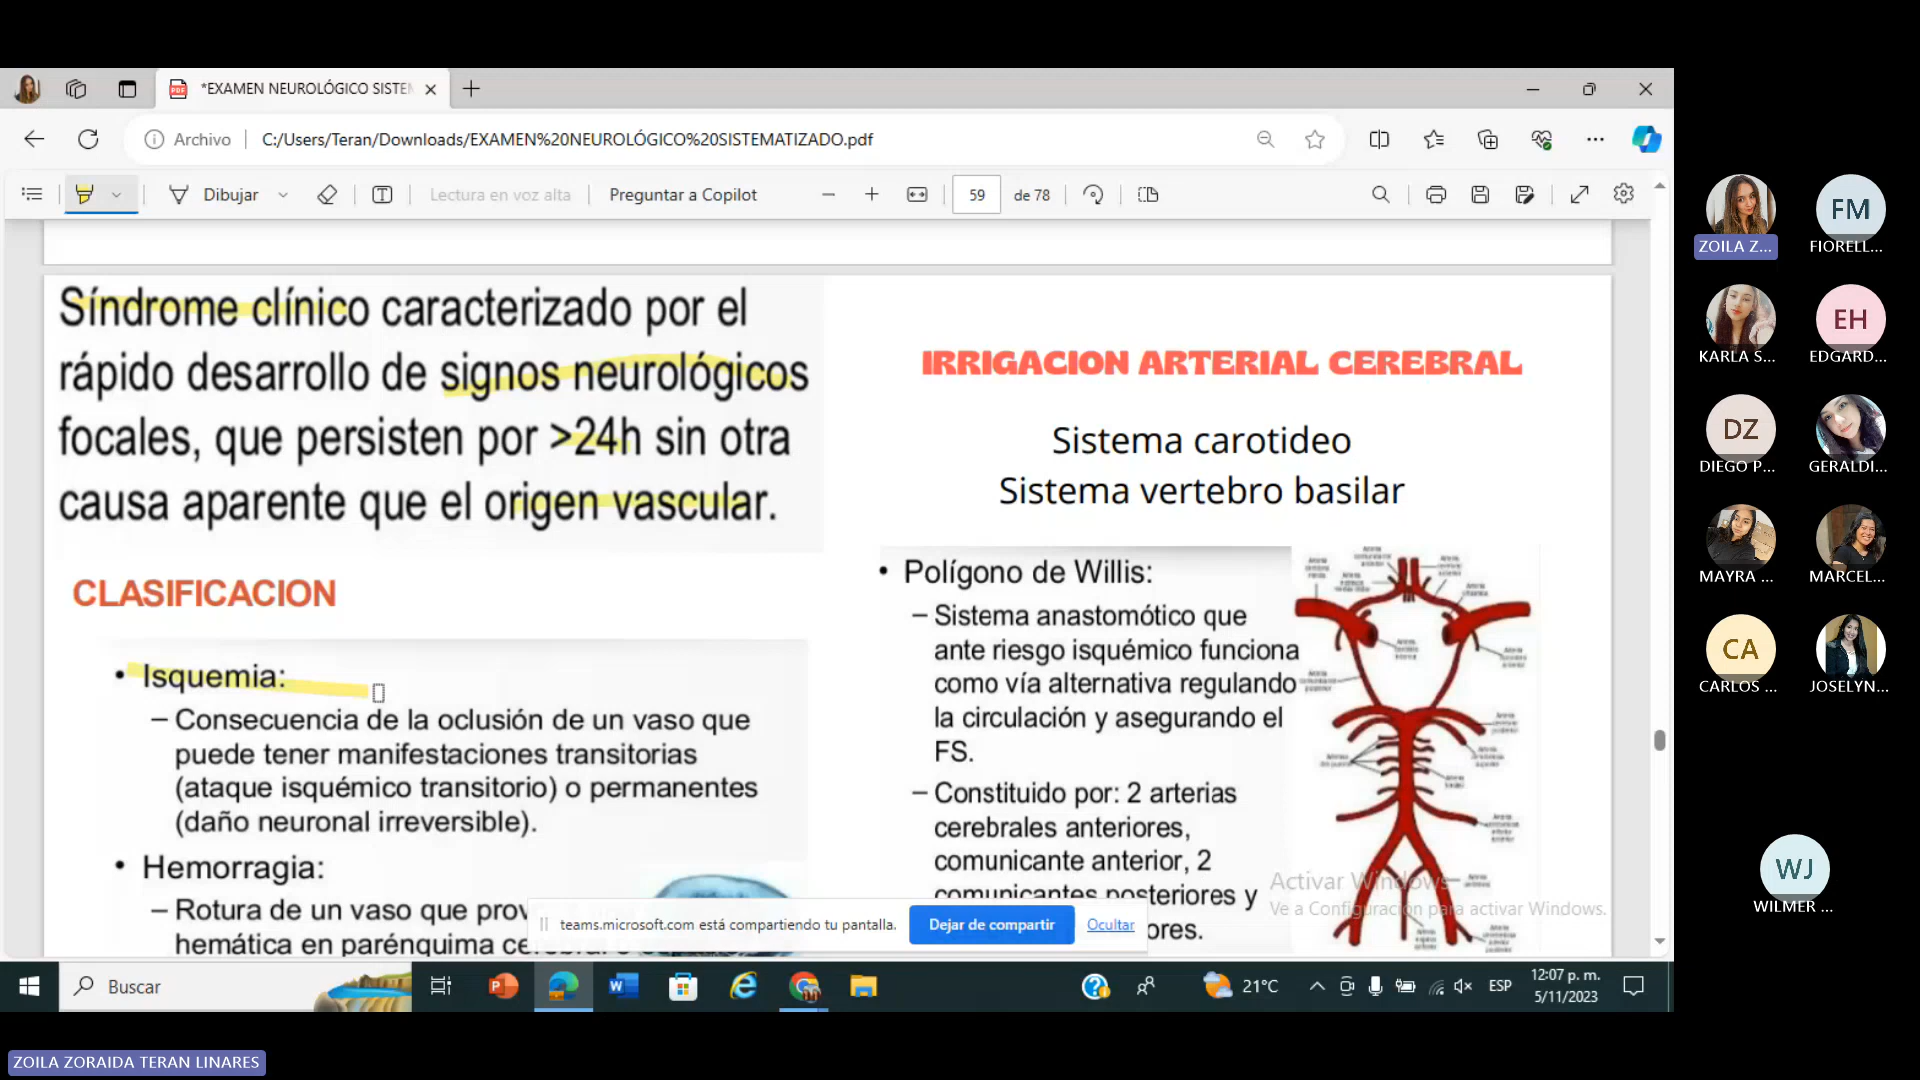 *EXAMEN NEUROLÓGICO SISTEM
Archivo
C:/Users/Teran/Downloads/EXAMEN%20NEUROLÓGICO%20SISTEMATIZADO.pdf
Dibujar
Lectura en voz alta
Preguntar a Copilot
59 de 78
Síndrome clínico caracterizado por el
rápido desarrollo de signos neurológicos
focales, que persisten por >24h sin otra
causa aparente que el origen vascular.
CLASIFICACION
• Isquemia:
– Consecuencia de la oclusión de un vaso que
puede tener manifestaciones transitorias
(ataque isquémico transitorio) o permanentes
(daño neuronal irreversible).
• Hemorragia:
– Rotura de un vaso que prov
hemática en parénquima
IRRIGACION ARTERIAL CEREBRAL
Sistema carotideo
Sistema vertebro basilar
• Polígono de Willis:
– Sistema anastomótico que
ante riesgo isquémico funciona
como vía alternativa regulando
la circulación y asegurando el
FS.
– Constituido por: 2 arterias
cerebrales anteriores,
comunicante anterior, 2
comunicantes posteriores y
ores.
Activar Windows
Ve a Configuración para activar Windows.
teams.microsoft.com está compartiendo tu pantalla.
Dejar de compartir
Ocultar
Buscar
21°C
ESP
12:07 p. m.
5/11/2023
ZOILA Z...
FM
FIORELL...
KARLA S...
EH
EDGARD...
DZ
DIEGO P...
GERALDI...
MAYRA ...
MARCEL...
CA
CARLOS ...
JOSELYN...
WJ
WILMER ...
ZOILA ZORAIDA TERAN LINARES